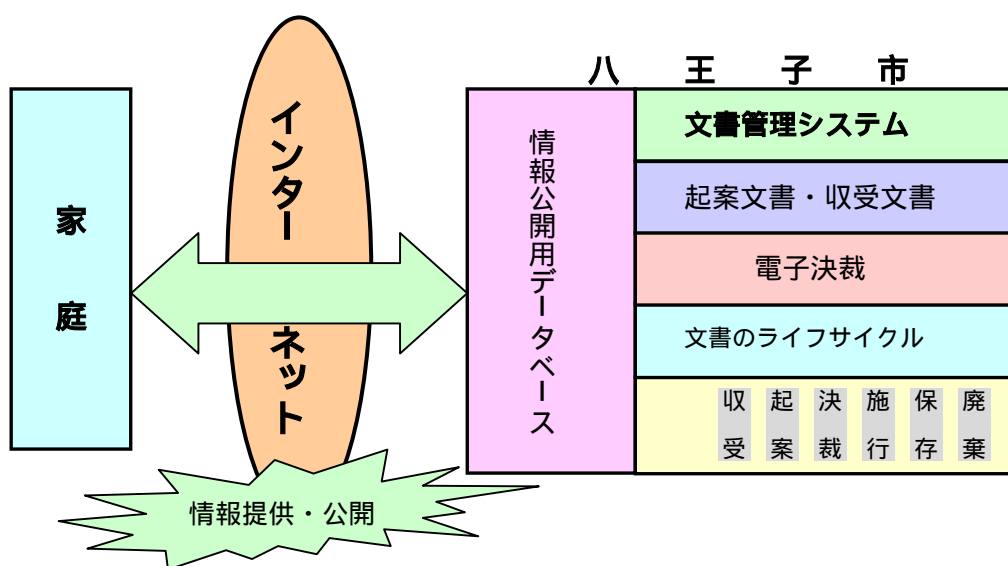 八王子市
家庭
インター
ネット
情報公開用データベース
文書管理システム
起案文書・収受文書
電子決裁
文書のライフサイクル
収受
起案
決裁
施行
保存
廃棄
情報提供・公開